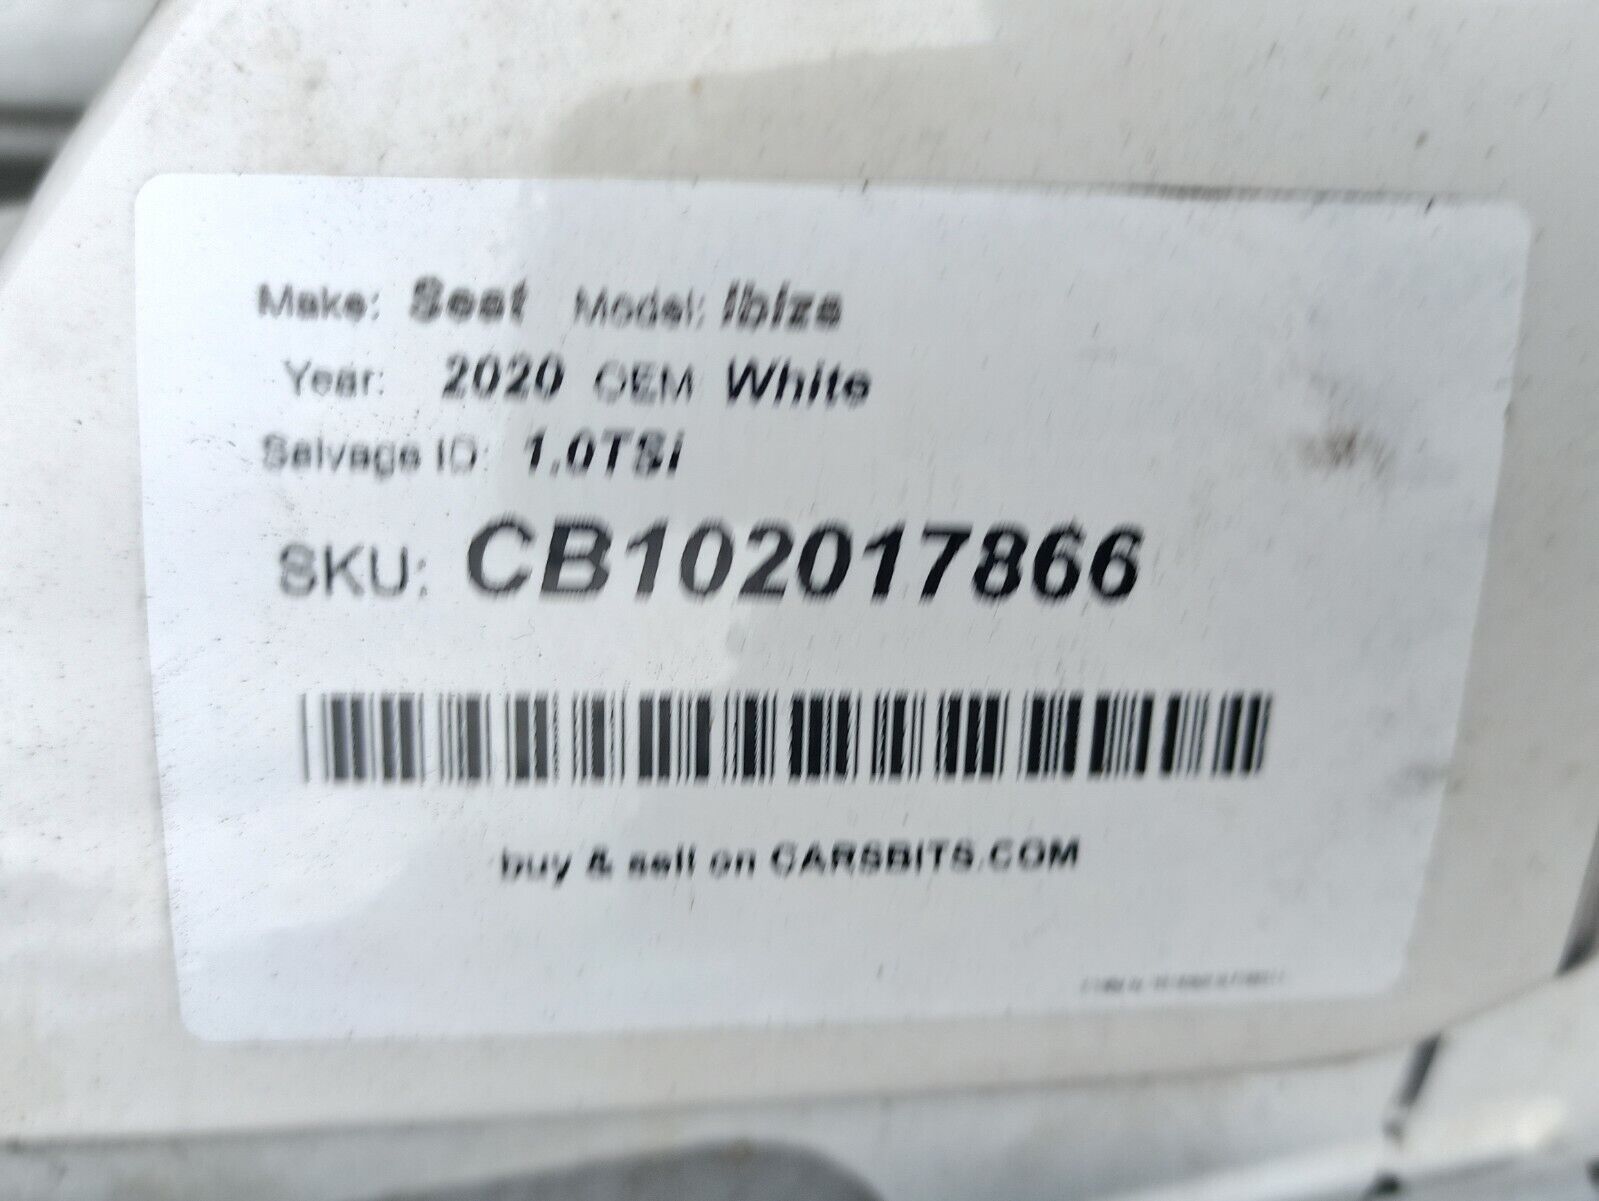 Make: Seat Model: Ibiza
Year: 2020 OEM White
Salvage ID: 1.0TSi
SKU: CB102017866
buy & sell on CARSBITS.COM